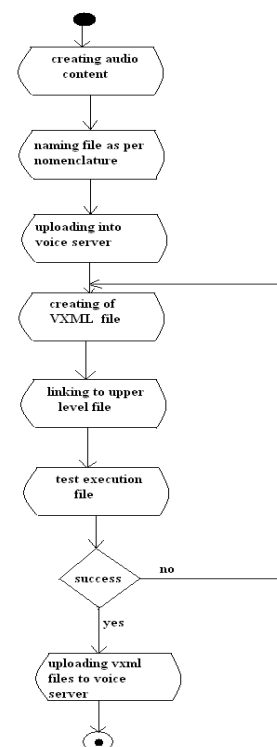 creating audio
content
naming file as per
nomenclature
uploading into
voice server
creating of
VXML file
linking to upper
level file
test execution
file
success
no
yes
uploading vxml
files to voice
server